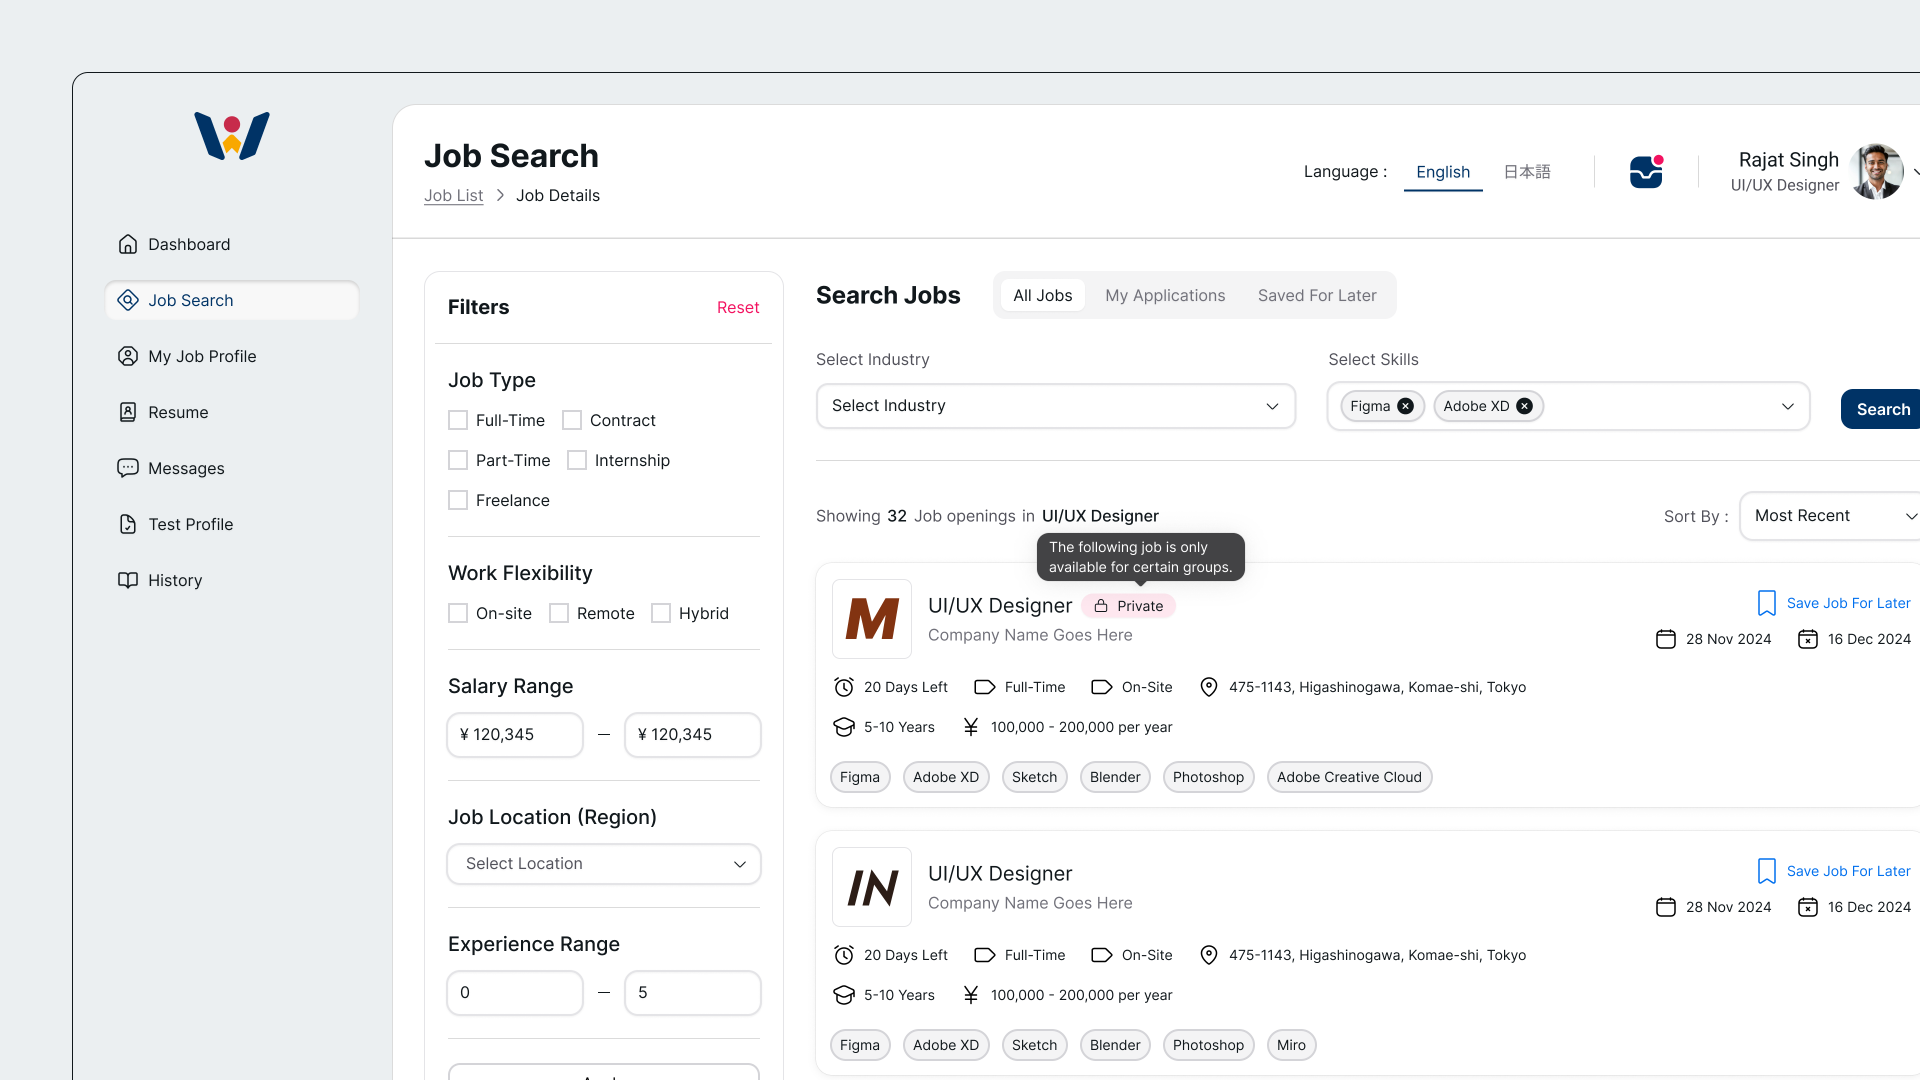 Job Search
Job List > Job Details
Language : English 日本語
Rajat Singh
UI/UX Designer
Dashboard
Job Search
My Job Profile
Resume
Messages
Test Profile
History
Filters
Reset
Job Type
Full-Time Contract
Part-Time Internship
Freelance
Work Flexibility
On-site Remote Hybrid
Salary Range
¥ 120,345 — ¥ 120,345
Job Location (Region)
Select Location
Experience Range
0 — 5
Search Jobs
All Jobs My Applications Saved For Later
Select Industry
Select Industry
Select Skills
Figma Adobe XD
Search
Showing 32 Job openings in UI/UX Designer
Sort By : Most Recent
The following job is only
available for certain groups.
M
UI/UX Designer Private
Company Name Goes Here
Save Job For Later
28 Nov 2024 16 Dec 2024
20 Days Left Full-Time On-Site 475-1143, Higashinogawa, Komae-shi, Tokyo
5-10 Years ¥ 100,000 - 200,000 per year
Figma Adobe XD Sketch Blender Photoshop Adobe Creative Cloud
IN
UI/UX Designer
Company Name Goes Here
Save Job For Later
28 Nov 2024 16 Dec 2024
20 Days Left Full-Time On-Site 475-1143, Higashinogawa, Komae-shi, Tokyo
5-10 Years ¥ 100,000 - 200,000 per year
Figma Adobe XD Sketch Blender Photoshop Miro